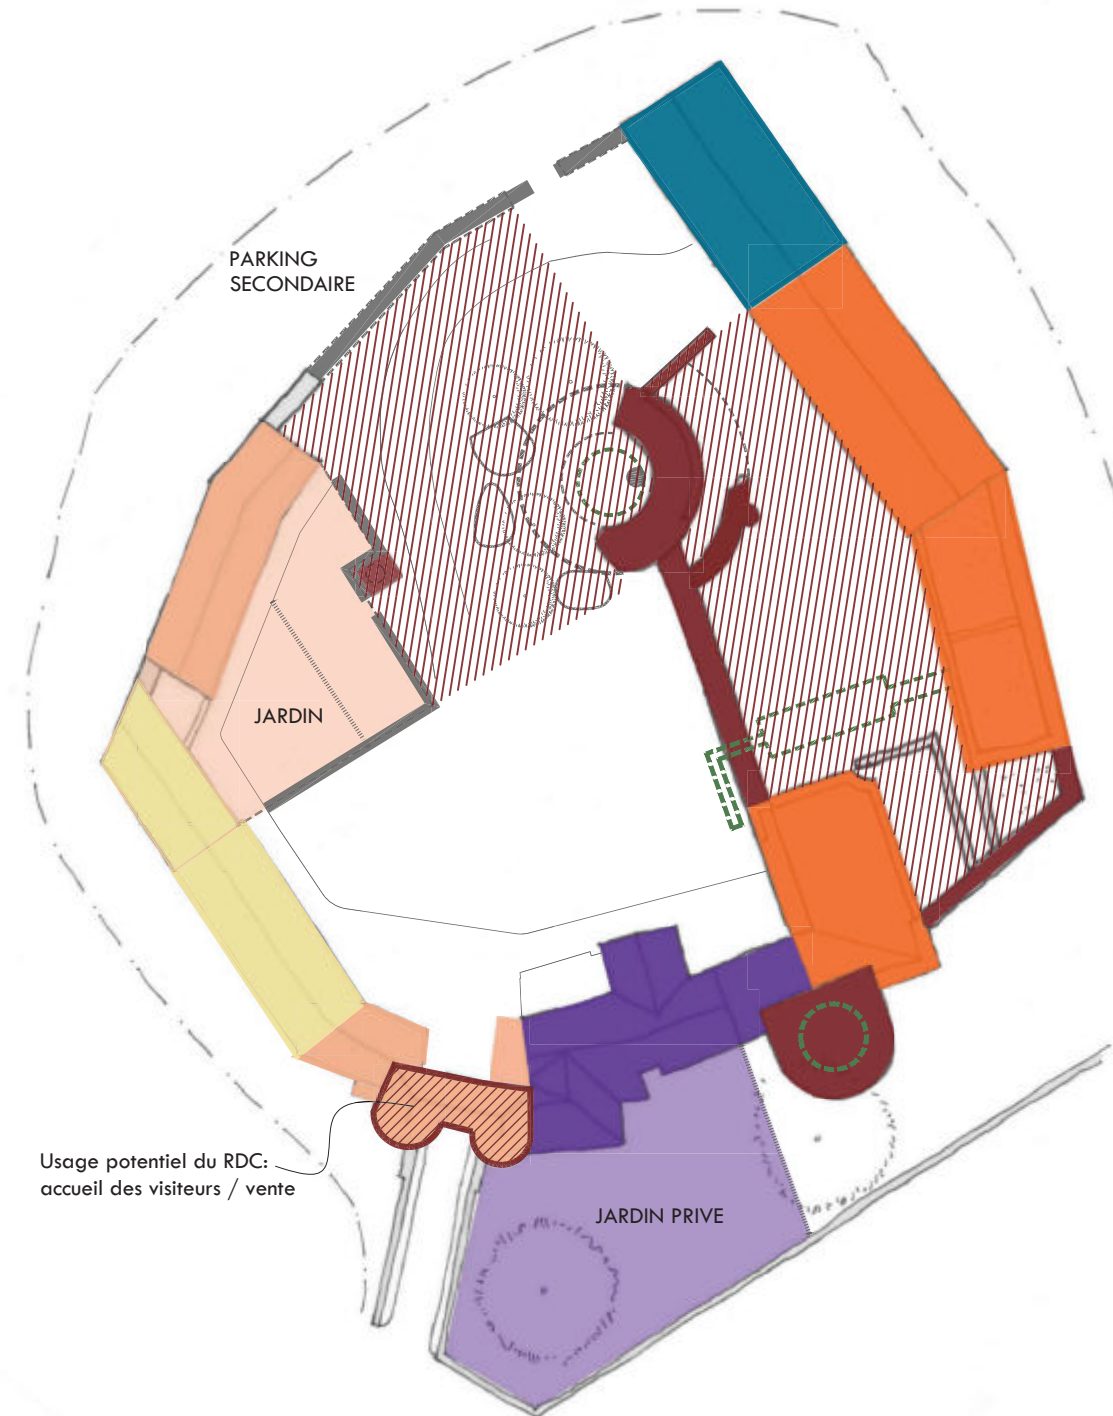 PARKING
SECONDAIRE
JARDIN
Usage potentiel du RDC:
accueil des visiteurs / vente
JARDIN PRIVE